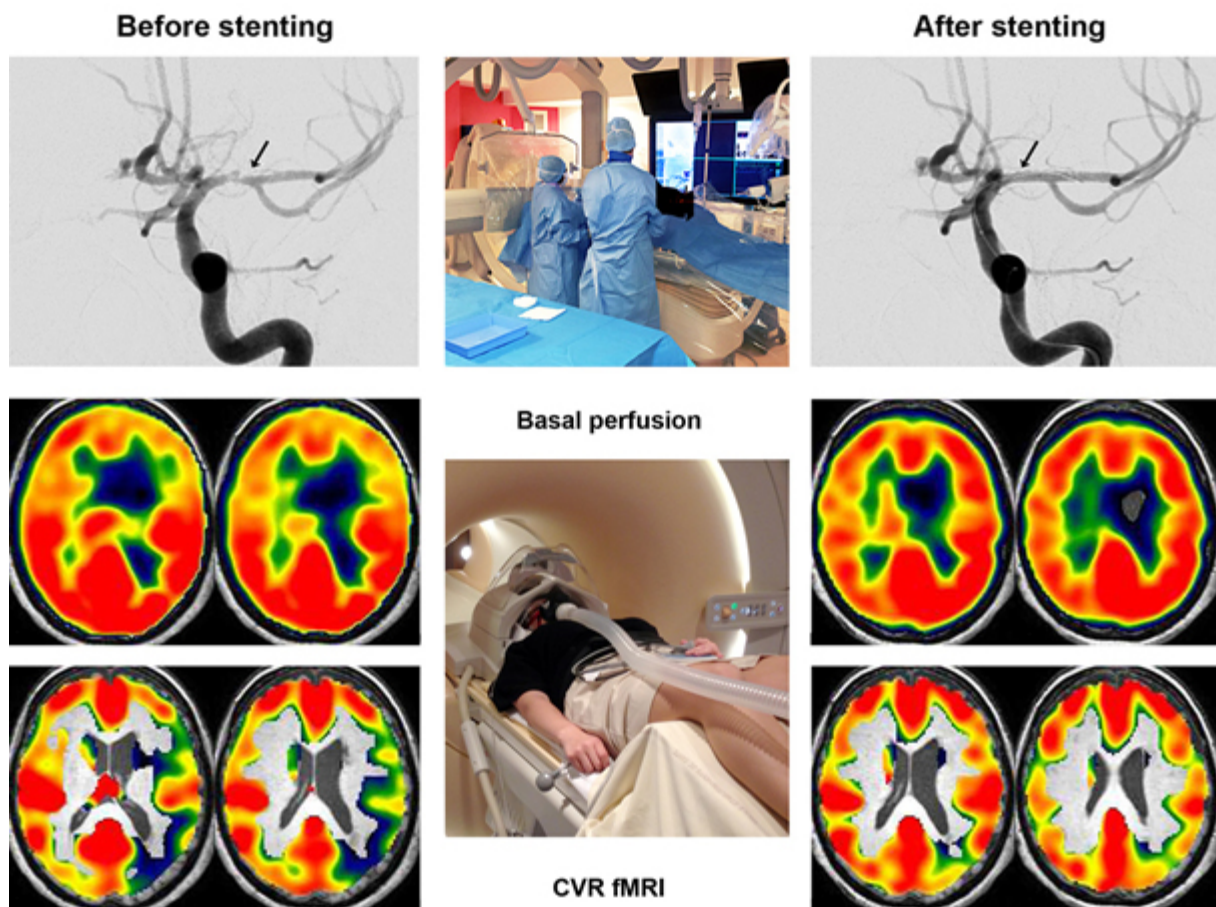 Before stenting
After stenting
Basal perfusion
CVR fMRI